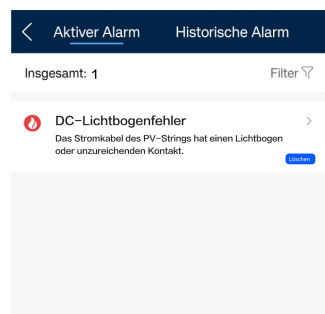 Aktiver Alarm Historische Alarm
Insgesamt: 1 Filter
DC-Lichtbogenfehler
Das Stromkabel des PV-Strings hat einen Lichtbogen
oder unzureichenden Kontakt.
Löschen